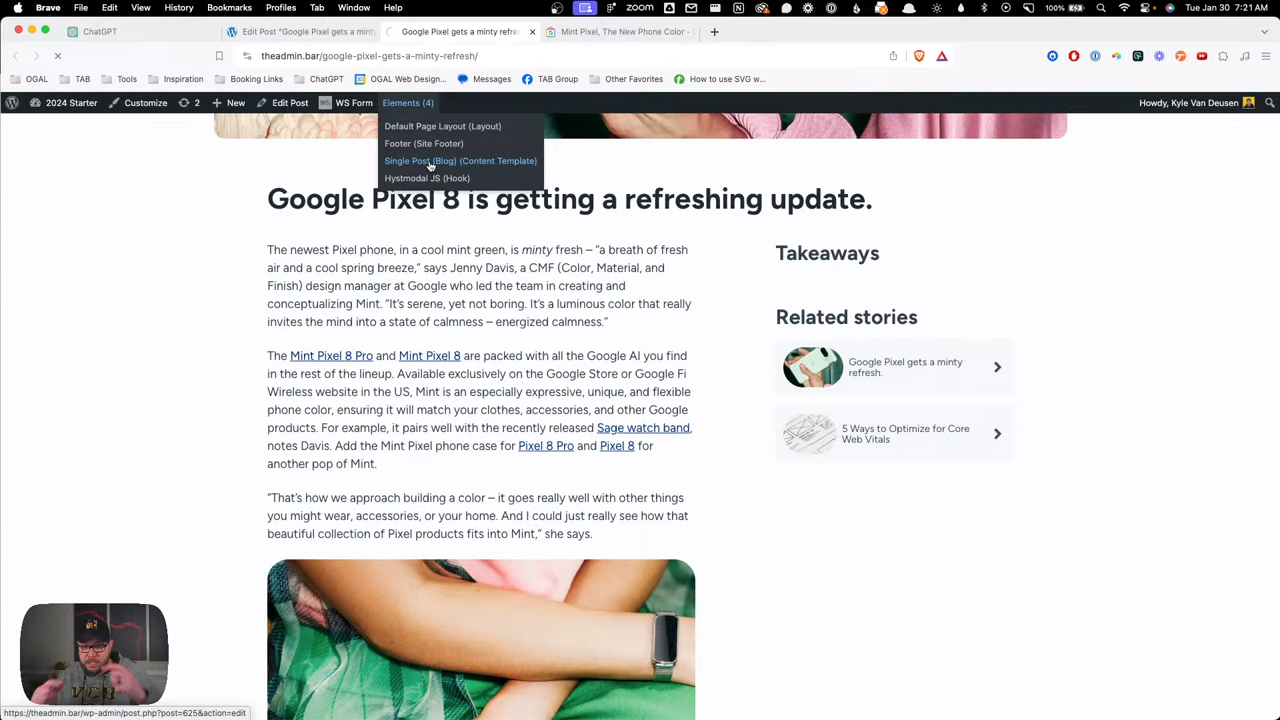 100% Tue Jan 30 7:21 AM
ChatGPT
Edit Post "Google Pixel gets a minty
Google Pixel gets a minty refre
Mint Pixel, The New Phone Color -
theadmin.bar/google-pixel-gets-a-minty-refresh/
OGAL TAB Tools Inspiration Booking Links ChatGPT OGAL Web Design... Messages TAB Group Other Favorites How to use SVG w...
2024 Starter Customize 2 New Edit Post WS Form Elements (4) Howdy, Kyle Van Deusen
Default Page Layout (Layout)
Footer (Site Footer)
Single Post (Blog) (Content Template)
Hystmodal JS (Hook)
Google Pixel 8 is getting a refreshing update.
The newest Pixel phone, in a cool mint green, is minty fresh – "a breath of fresh
air and a cool spring breeze," says Jenny Davis, a CMF (Color, Material, and
Finish) design manager at Google who led the team in creating and
conceptualizing Mint. "It's serene, yet not boring. It's a luminous color that really
invites the mind into a state of calmness – energized calmness."
The Mint Pixel 8 Pro and Mint Pixel 8 are packed with all the Google AI you find
in the rest of the lineup. Available exclusively on the Google Store or Google Fi
Wireless website in the US, Mint is an especially expressive, unique, and flexible
phone color, ensuring it will match your clothes, accessories, and other Google
products. For example, it pairs well with the recently released Sage watch band,
notes Davis. Add the Mint Pixel phone case for Pixel 8 Pro and Pixel 8 for
another pop of Mint.
"That's how we approach building a color – it goes really well with other things
you might wear, accessories, or your home. And I could just really see how that
beautiful collection of Pixel products fits into Mint," she says.
Takeaways
Related stories
Google Pixel gets a minty
refresh.
5 Ways to Optimize for Core
Web Vitals
https://theadmin.bar/wp-admin/post.php?post=625&action=edit